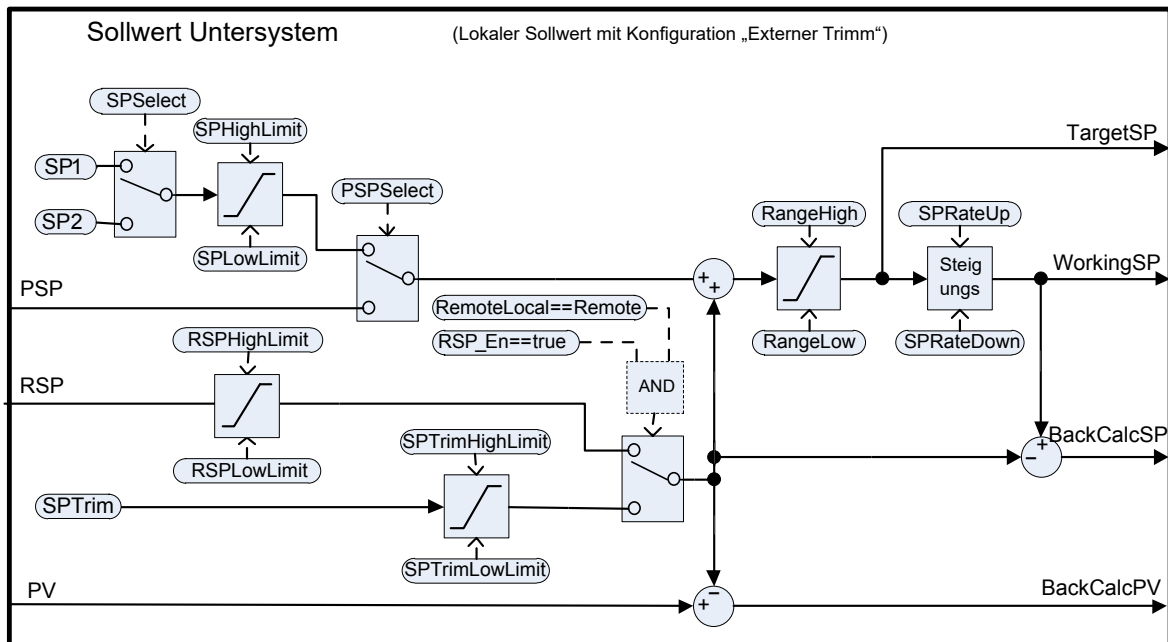 Sollwert Untersystem
(Lokaler Sollwert mit Konfiguration „Externer Trimm“)
SPSelect
SPHighLimit
TargetSP
SP1
PSPSelect
RangeHigh
SPRateUp
SP2
SPLowLimit
Steig
ungs
WorkingSP
PSP
+
+
RemoteLocal==Remote
RSP_En==true
RangeLow
SPRateDown
RSPHighLimit
RSP
AND
SPTrimHighLimit
+
−
BackCalcSP
RSPLowLimit
SPTrim
SPTrimLowLimit
PV
−
+
BackCalcPV